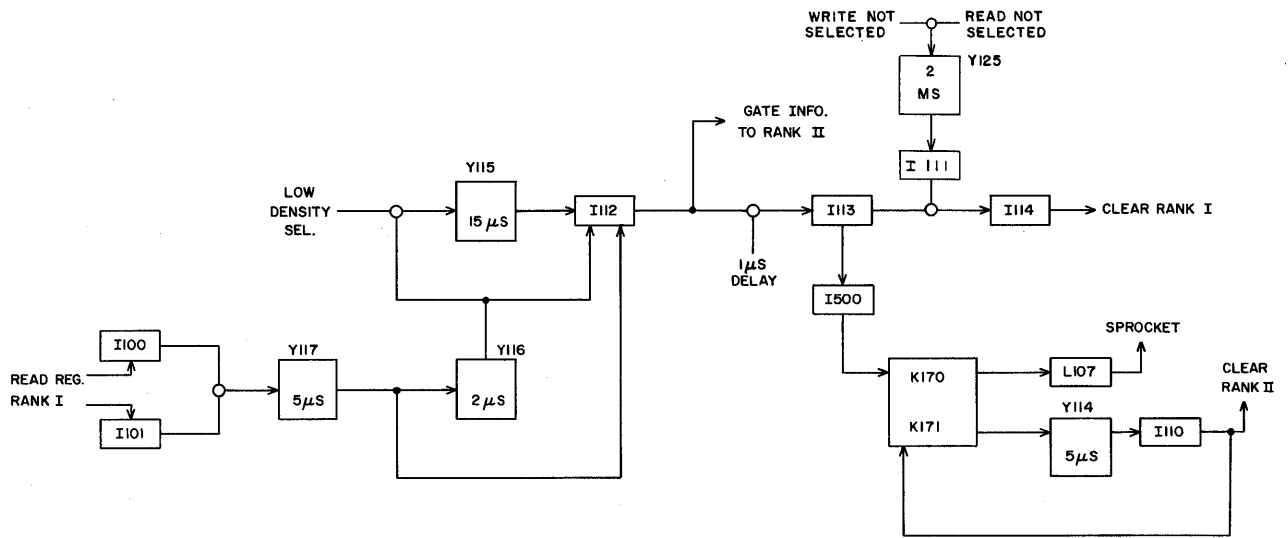 WRITE NOT
SELECTED
READ NOT
SELECTED
Y125
2
MS
GATE INFO.
TO RANK II
I 111
Y115
LOW
DENSITY
SEL.
15 μS
I112
I113
I114
CLEAR RANK I
1μS
DELAY
I500
SPROCKET
I100
Y117
Y116
READ REG.
RANK I
5μS
2μS
I101
K170
K171
L107
CLEAR
RANK II
Y114
5μS
I110